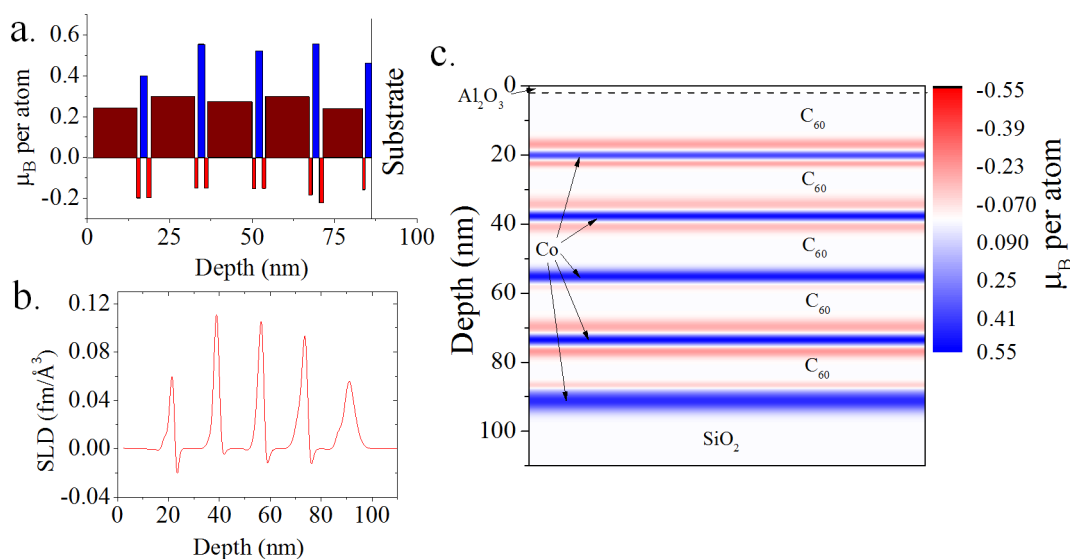 a.
0.6
0.4
0.2
0.0
-0.2
μB per atom
Substrate
0 25 50 75 100
Depth (nm)
b.
0.12
0.08
0.04
0.00
-0.04
SLD (fm/Å³)
0 20 40 60 80 100
Depth (nm)
c.
Al₂O₃
0
20
40
60
80
100
Depth (nm)
C₆₀
C₆₀
C₆₀
C₆₀
C₆₀
Co
SiO₂
-0.55
-0.39
-0.23
-0.070
0.090
0.25
0.41
0.55
μB per atom